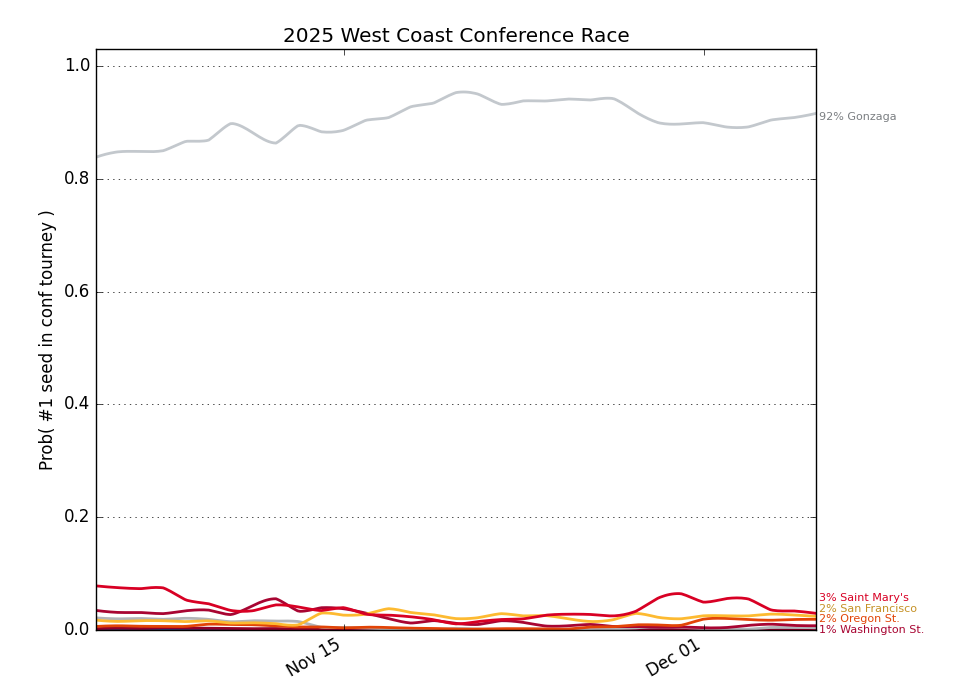 2025 West Coast Conference Race
Prob( #1 seed in conf tourney )
1.0
0.8
0.6
0.4
0.2
0.0
Nov 15
Dec 01
92% Gonzaga
3% Saint Mary's
2% San Francisco
2% Oregon St.
1% Washington St.